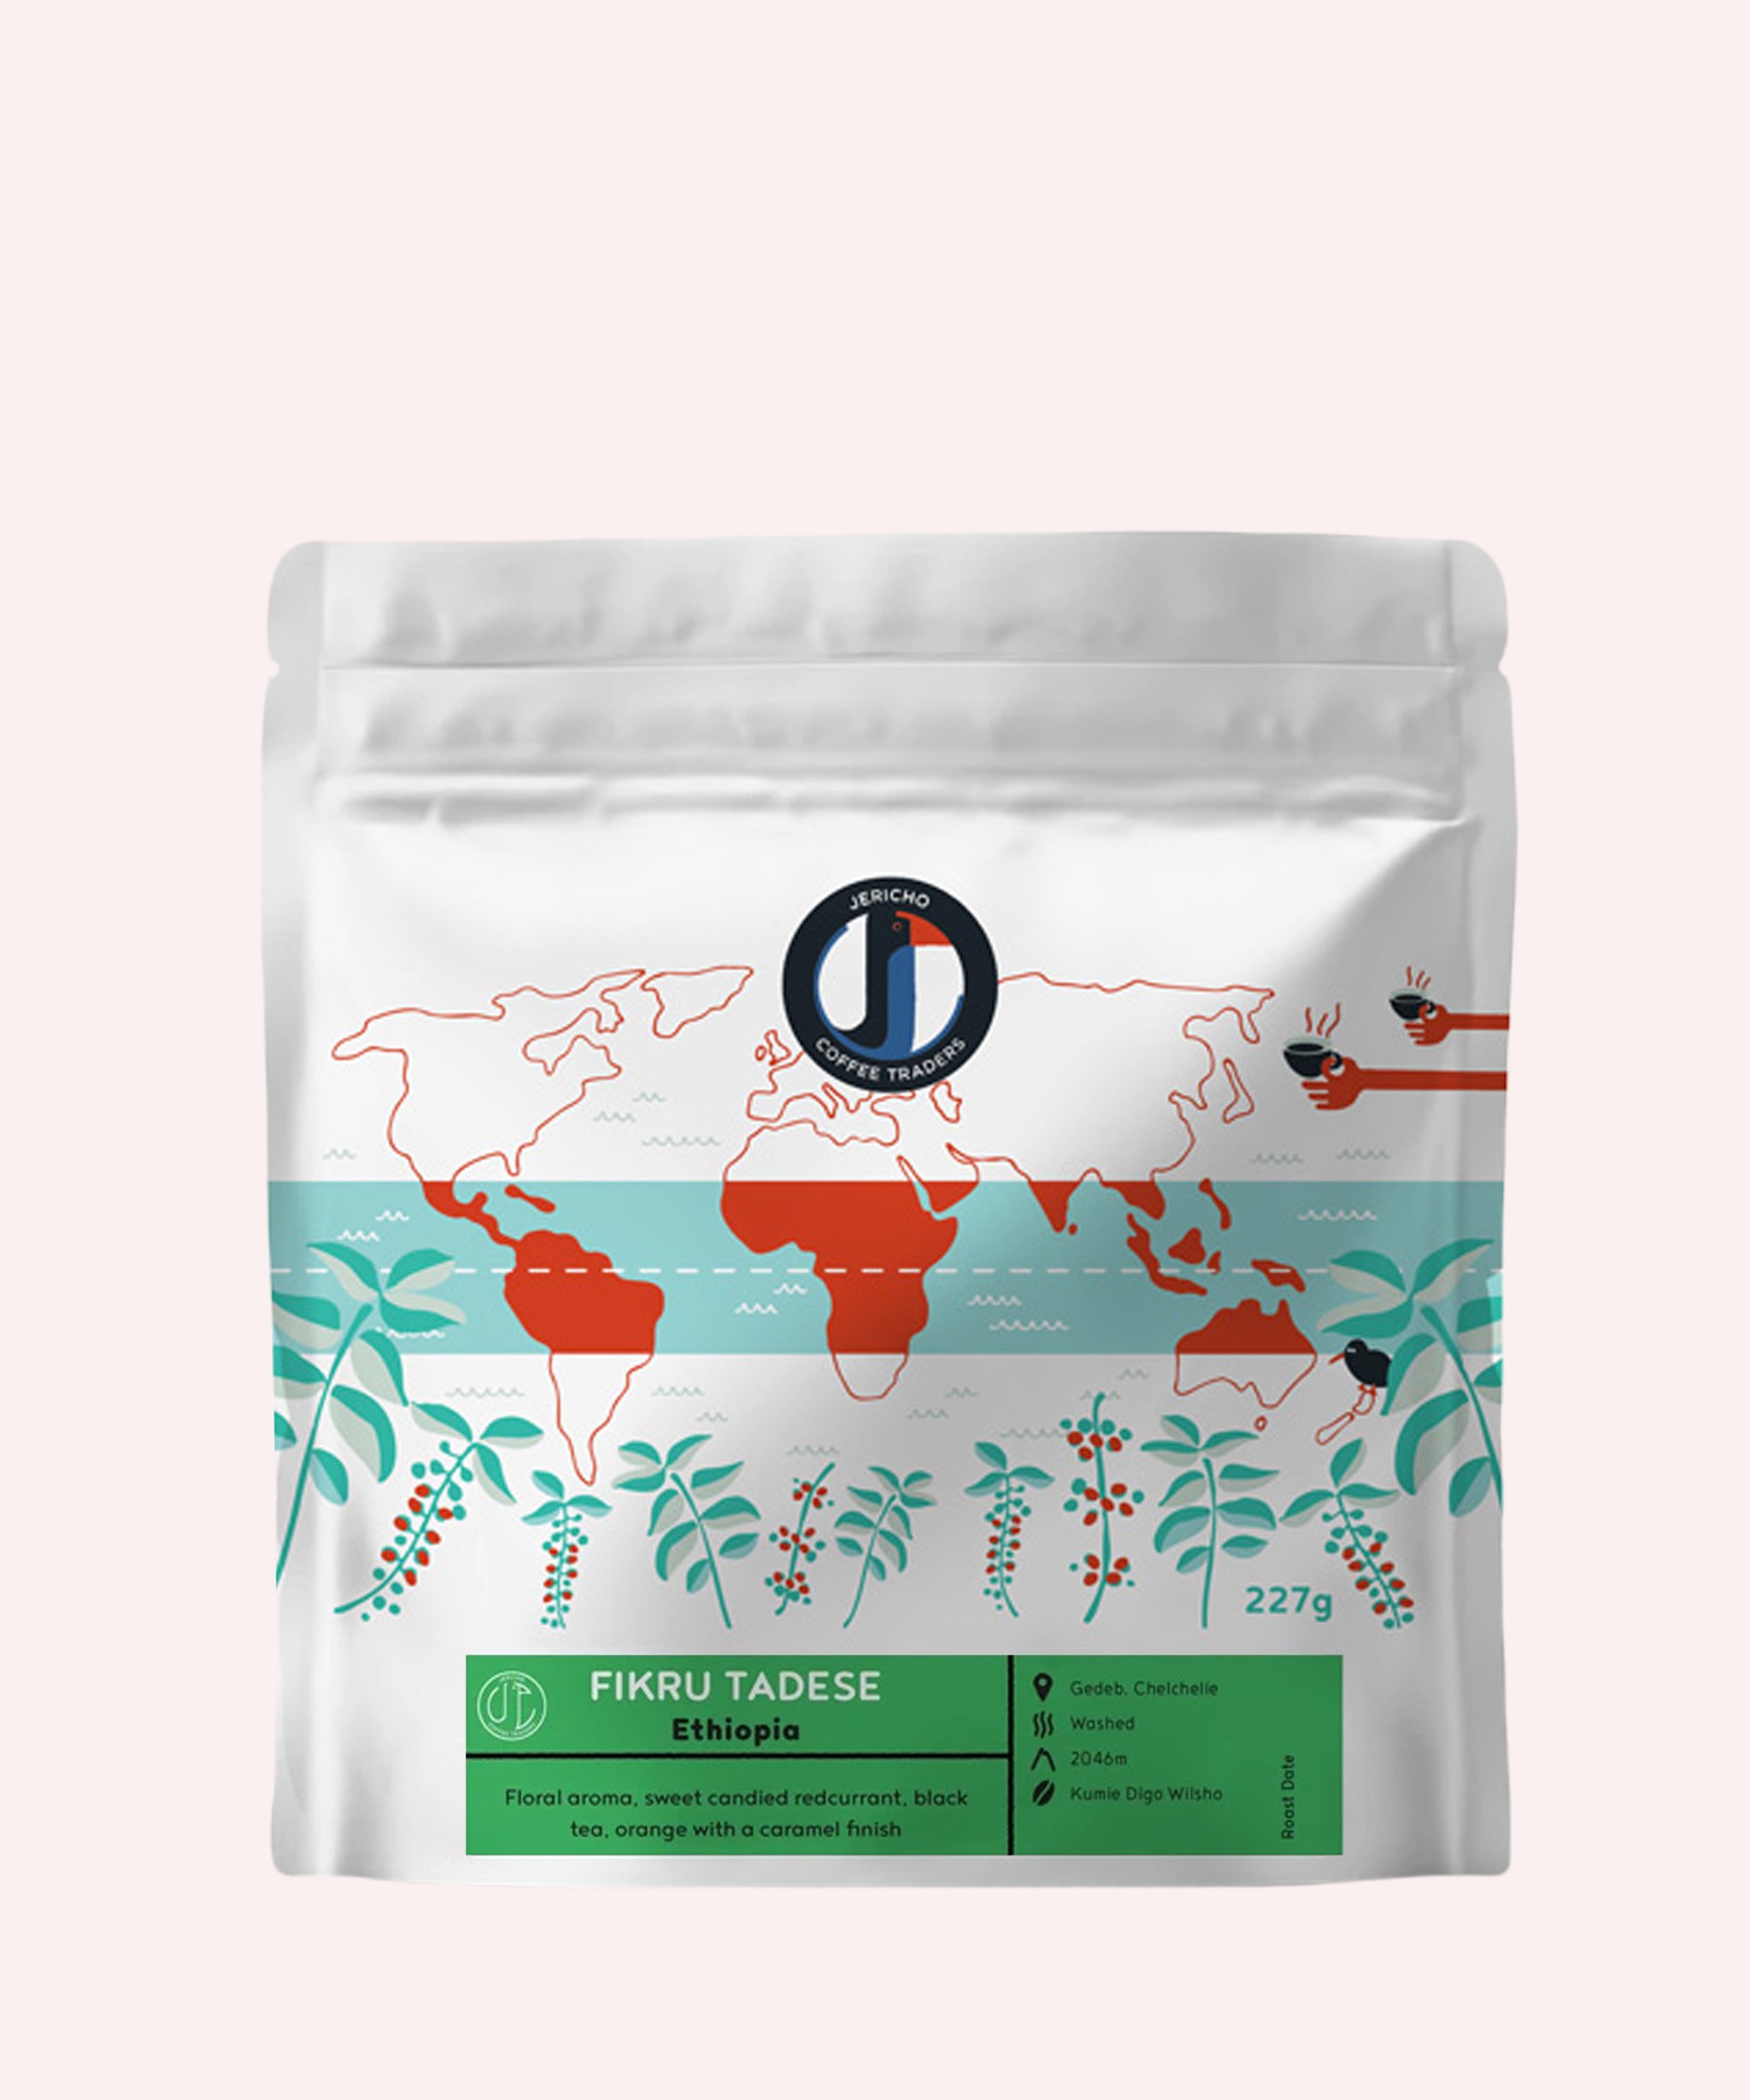 JERICHO
COFFEE TRADERS
227g
FIKRU TADESE
Ethiopia
Floral aroma, sweet candied redcurrant, black
tea, orange with a caramel finish
Gedeb, Chelchelie
Washed
2046m
Kumie Digo Wilsho
Roast Date